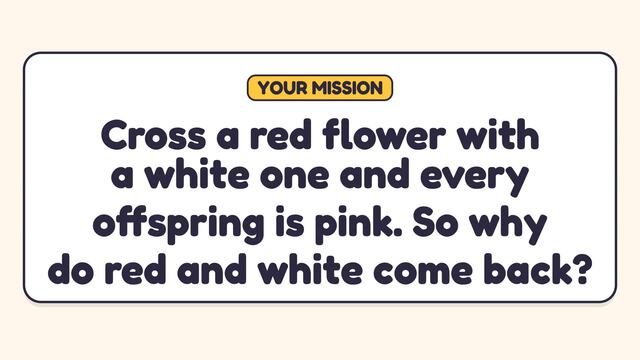 YOUR MISSION
Cross a red flower with
a white one and every
offspring is pink. So why
do red and white come back?